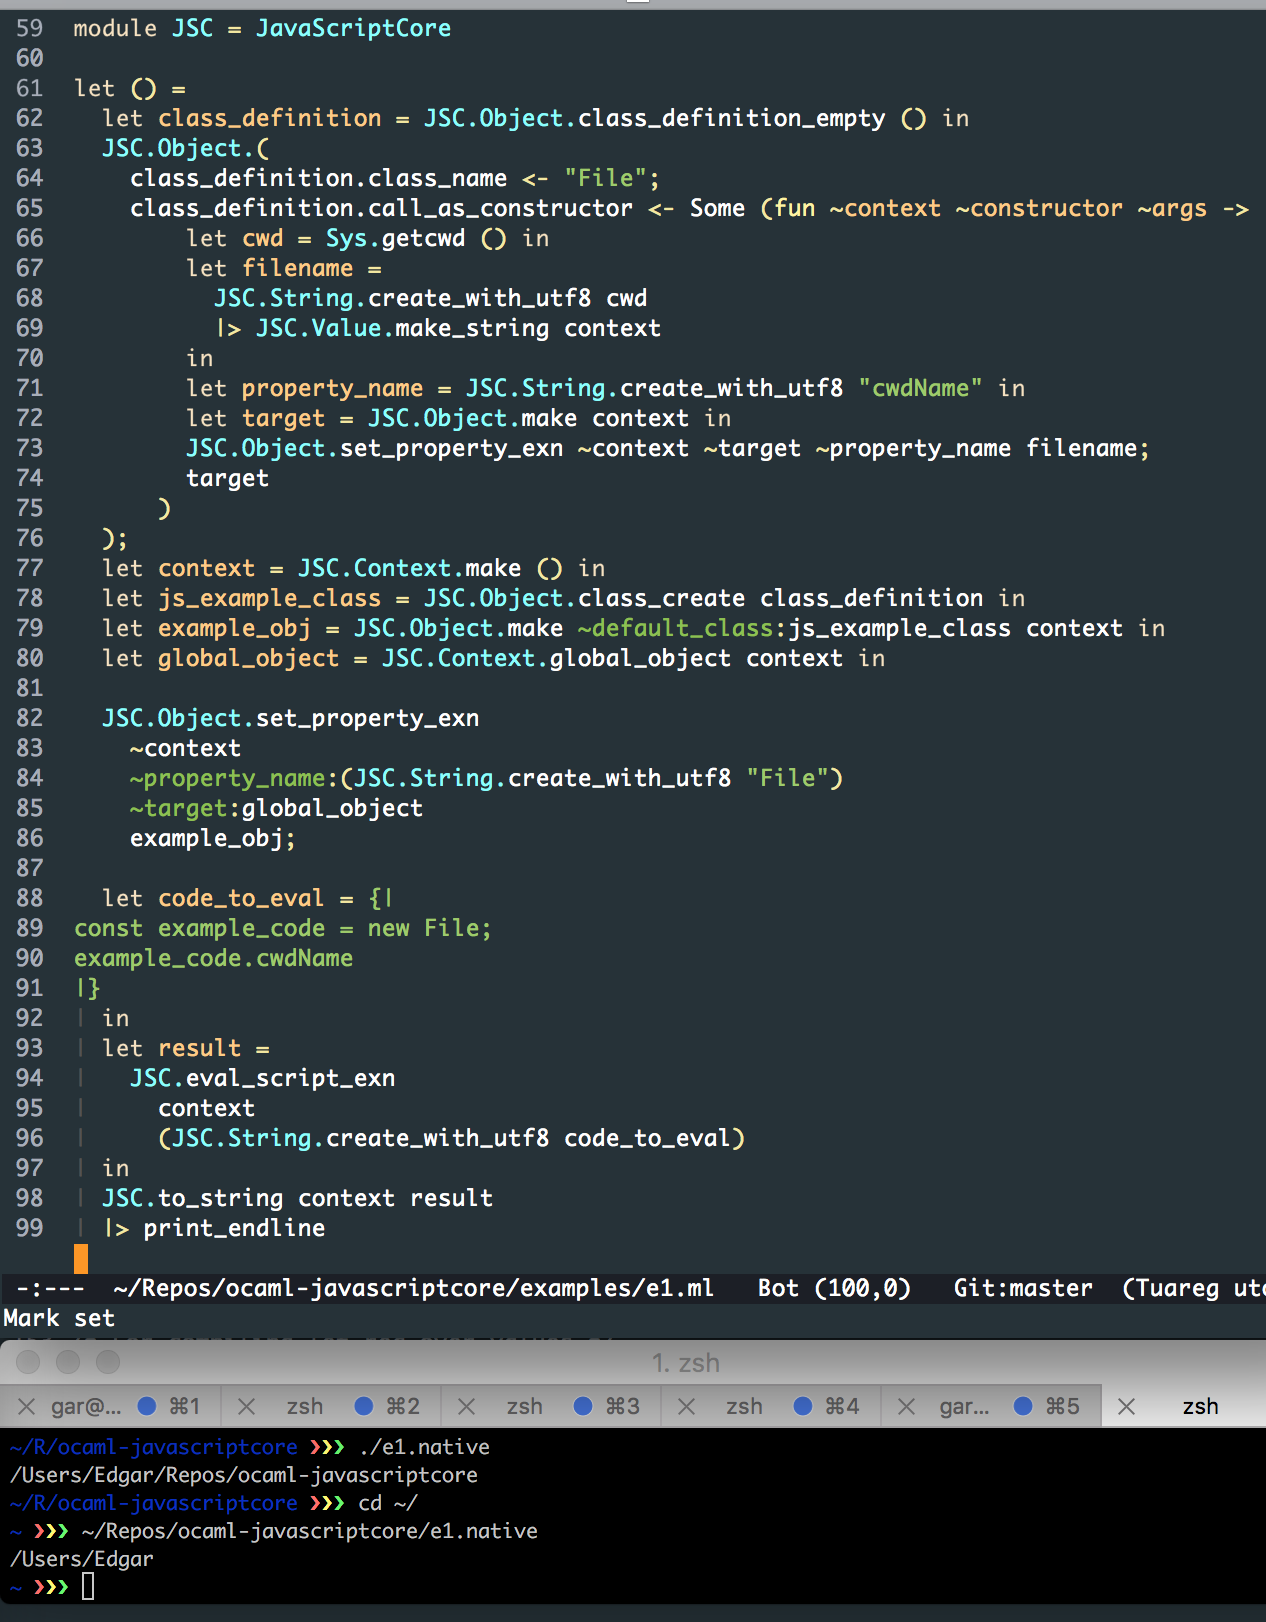 59 module JSC = JavaScriptCore
60
61 let () =
62   let class_definition = JSC.Object.class_definition_empty () in
63   JSC.Object.(
64     class_definition.class_name <- "File";
65     class_definition.call_as_constructor <- Some (fun ~context ~constructor ~args ->
66         let cwd = Sys.getcwd () in
67         let filename =
68           JSC.String.create_with_utf8 cwd
69           |> JSC.Value.make_string context
70         in
71         let property_name = JSC.String.create_with_utf8 "cwdName" in
72         let target = JSC.Object.make context in
73         JSC.Object.set_property_exn ~context ~target ~property_name filename;
74         target
75       )
76   );
77   let context = JSC.Context.make () in
78   let js_example_class = JSC.Object.class_create class_definition in
79   let example_obj = JSC.Object.make ~default_class:js_example_class context in
80   let global_object = JSC.Context.global_object context in
81
82   JSC.Object.set_property_exn
83     ~context
84     ~property_name:(JSC.String.create_with_utf8 "File")
85     ~target:global_object
86     example_obj;
87
88   let code_to_eval = {|
89 const example_code = new File;
90 example_code.cwdName
91 |}
92 | in
93 | let result =
94 |   JSC.eval_script_exn
95 |     context
96 |     (JSC.String.create_with_utf8 code_to_eval)
97 | in
98 | JSC.to_string context result
99 | |> print_endline
-:---  ~/Repos/ocaml-javascriptcore/examples/e1.ml   Bot (100,0)   Git:master  (Tuareg
Mark set
1. zsh
gar@... ⌘1 zsh ⌘2 zsh ⌘3 zsh ⌘4 gar... ⌘5 zsh
~/R/ocaml-javascriptcore ❯❯❯ ./e1.native
/Users/Edgar/Repos/ocaml-javascriptcore
~/R/ocaml-javascriptcore ❯❯❯ cd ~/
~ ❯❯❯ ~/Repos/ocaml-javascriptcore/e1.native
/Users/Edgar
~ ❯❯❯